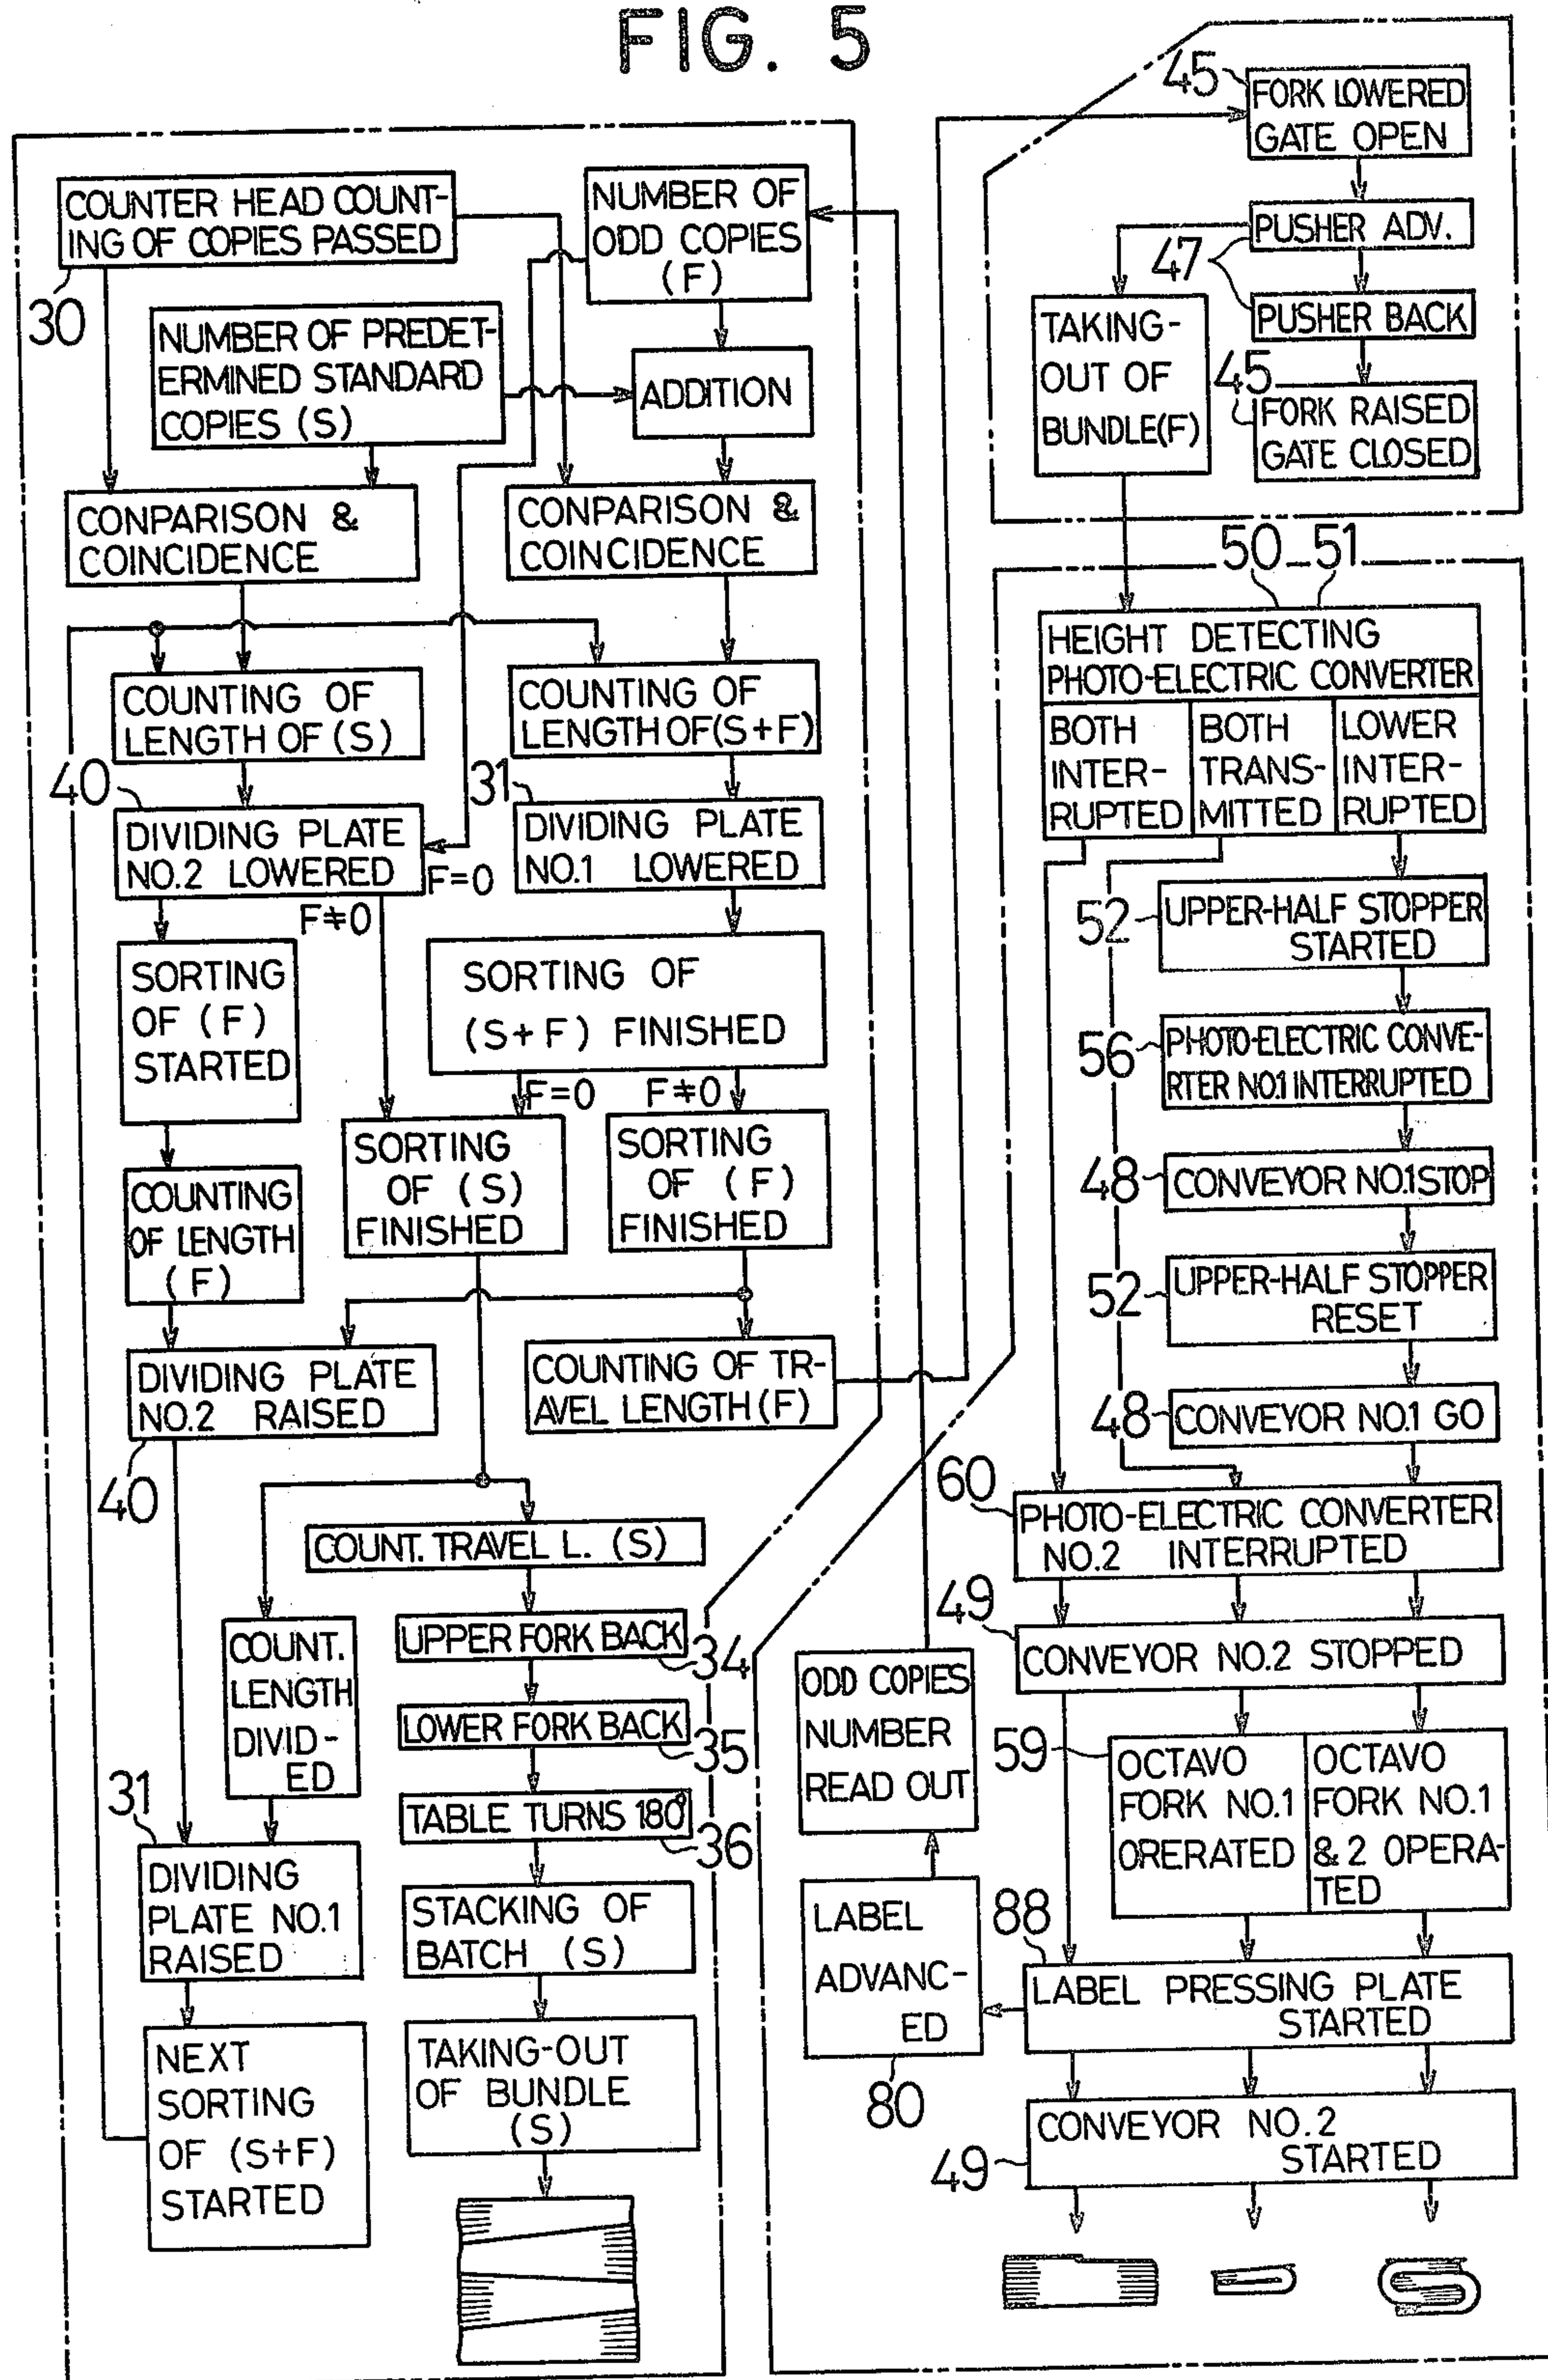 FIG. 5
COUNTER HEAD COUNT-
ING OF COPIES PASSED
30
NUMBER OF
ODD COPIES
(F)
NUMBER OF PREDET-
ERMINED STANDARD
COPIES (S)
ADDITION
CONPARISON &
COINCIDENCE
CONPARISON &
COINCIDENCE
COUNTING OF
LENGTH OF (S)
COUNTING OF
LENGTH OF (S+F)
40
DIVIDING PLATE
NO.2 LOWERED
F=0
F≠0
31
DIVIDING PLATE
NO.1 LOWERED
SORTING
OF (F)
STARTED
SORTING OF
(S+F) FINISHED
F=0
F≠0
COUNTING
OF LENGTH
(F)
SORTING
OF (S)
FINISHED
SORTING
OF (F)
FINISHED
DIVIDING PLATE
NO.2 RAISED
40
COUNTING OF TR-
AVEL LENGTH (F)
COUNT. TRAVEL L. (S)
COUNT.
LENGTH
DIVID-
ED
UPPER FORK BACK
34
LOWER FORK BACK
35
TABLE TURNS 180°
36
31
DIVIDING
PLATE NO.1
RAISED
STACKING OF
BATCH (S)
NEXT
SORTING
OF (S+F)
STARTED
TAKING-OUT
OF BUNDLE
(S)
45
FORK LOWERED
GATE OPEN
PUSHER ADV.
47
PUSHER BACK
TAKING-
OUT OF
BUNDLE(F)
45
FORK RAISED
GATE CLOSED
50 51
HEIGHT DETECTING
PHOTO-ELECTRIC CONVERTER
BOTH
INTER-
RUPTED
BOTH
TRANS-
MITTED
LOWER
INTER-
RUPTED
52
UPPER-HALF STOPPER
STARTED
56
PHOTO-ELECTRIC CONVE-
RTER NO.1 INTERRUPTED
48
CONVEYOR NO.1 STOP
52
UPPER-HALF STOPPER
RESET
48
CONVEYOR NO.1 GO
60
PHOTO-ELECTRIC CONVERTER
NO.2 INTERRUPTED
49
CONVEYOR NO.2 STOPPED
ODD COPIES
NUMBER
READ OUT
59
OCTAVO
FORK NO.1
ORERATED
OCTAVO
FORK NO.1
& 2 OPERA-
TED
LABEL
ADVANC-
ED
80
88
LABEL PRESSING PLATE
STARTED
49
CONVEYOR NO.2
STARTED